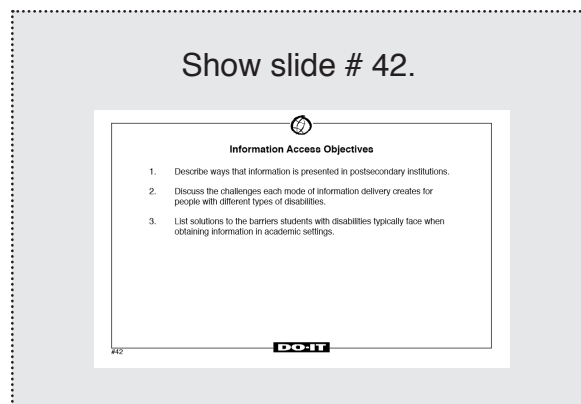 Show slide # 42.
Information Access Objectives
1. Describe ways that information is presented in postsecondary institutions.
2. Discuss the challenges each mode of information delivery creates for
people with different types of disabilities.
3. List solutions to the barriers students with disabilities typically face when
obtaining information in academic settings.
#42
DO-IT